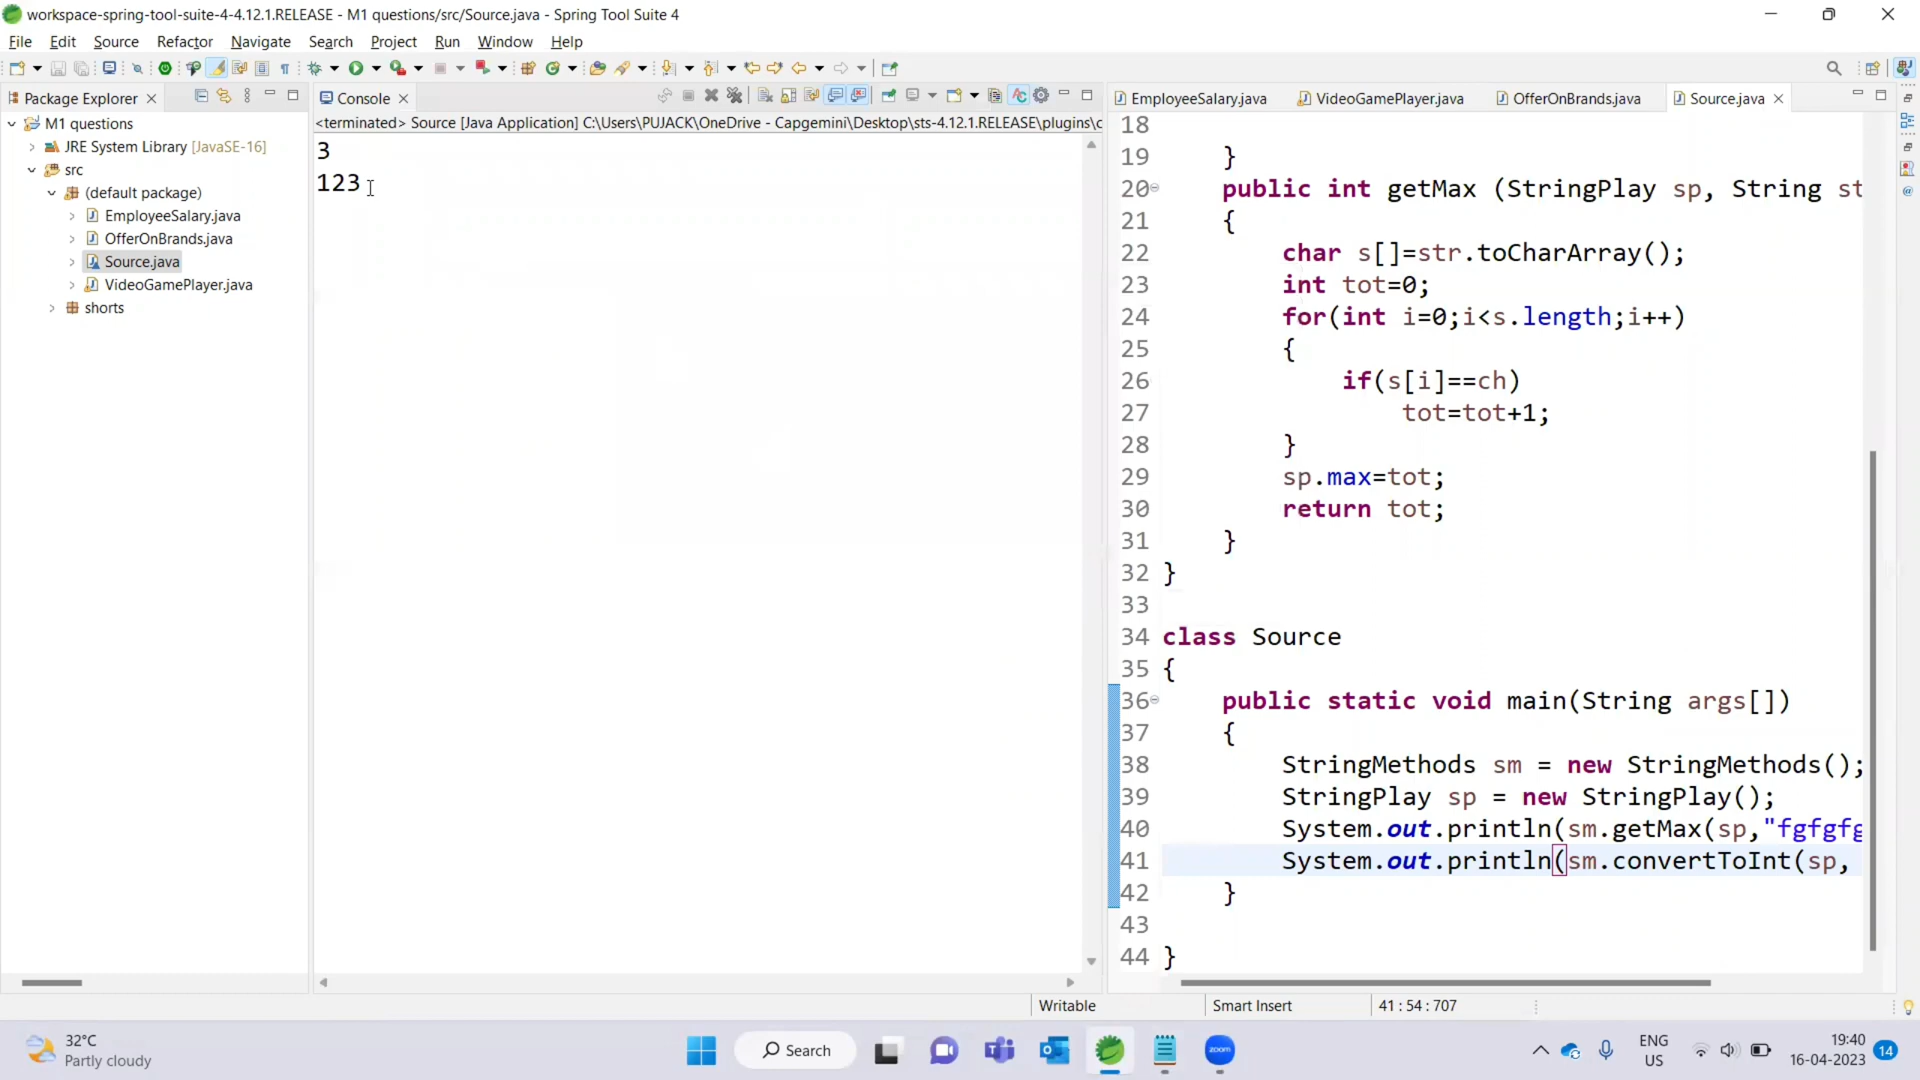 workspace-spring-tool-suite-4-4.12.1.RELEASE - M1 questions/src/Source.java - Spring Tool Suite 4
File Edit Source Refactor Navigate Search Project Run Window Help
Package Explorer
M1 questions
JRE System Library [JavaSE-16]
src
(default package)
EmployeeSalary.java
OfferOnBrands.java
Source.java
VideoGamePlayer.java
shorts
Console
<terminated> Source [Java Application] C:\Users\PUJACK\OneDrive - Capgemini\Desktop\sts-4.12.1.RELEASE\plugins\c
3
123
EmployeeSalary.java VideoGamePlayer.java OfferOnBrands.java Source.java
18
19 }
20 public int getMax (StringPlay sp, String st
21 {
22 char s[]=str.toCharArray();
23 int tot=0;
24 for(int i=0;i<s.length;i++)
25 {
26 if(s[i]==ch)
27 tot=tot+1;
28 }
29 sp.max=tot;
30 return tot;
31 }
32 }
33
34 class Source
35 {
36 public static void main(String args[])
37 {
38 StringMethods sm = new StringMethods();
39 StringPlay sp = new StringPlay();
40 System.out.println(sm.getMax(sp,"fgfgfg
41 System.out.println(sm.convertToInt(sp,
42 }
43
44 }
Writable Smart Insert 41 : 54 : 707
32°C
Partly cloudy
Search
zoom
ENG
US
19:40
16-04-2023
14